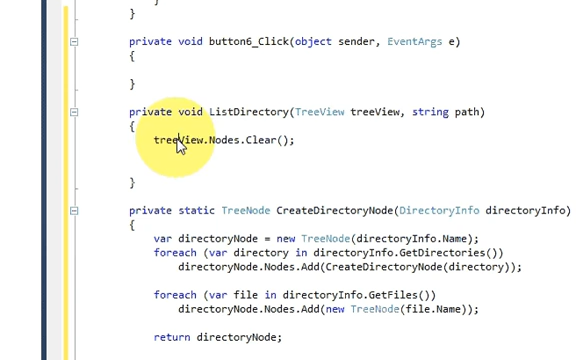 }
}
private void button6_Click(object sender, EventArgs e)
{
}
private void ListDirectory(TreeView treeView, string path)
{
treeView.Nodes.Clear();
}
private static TreeNode CreateDirectoryNode(DirectoryInfo directoryInfo)
{
var directoryNode = new TreeNode(directoryInfo.Name);
foreach (var directory in directoryInfo.GetDirectories())
directoryNode.Nodes.Add(CreateDirectoryNode(directory));
foreach (var file in directoryInfo.GetFiles())
directoryNode.Nodes.Add(new TreeNode(file.Name));
return directoryNode;